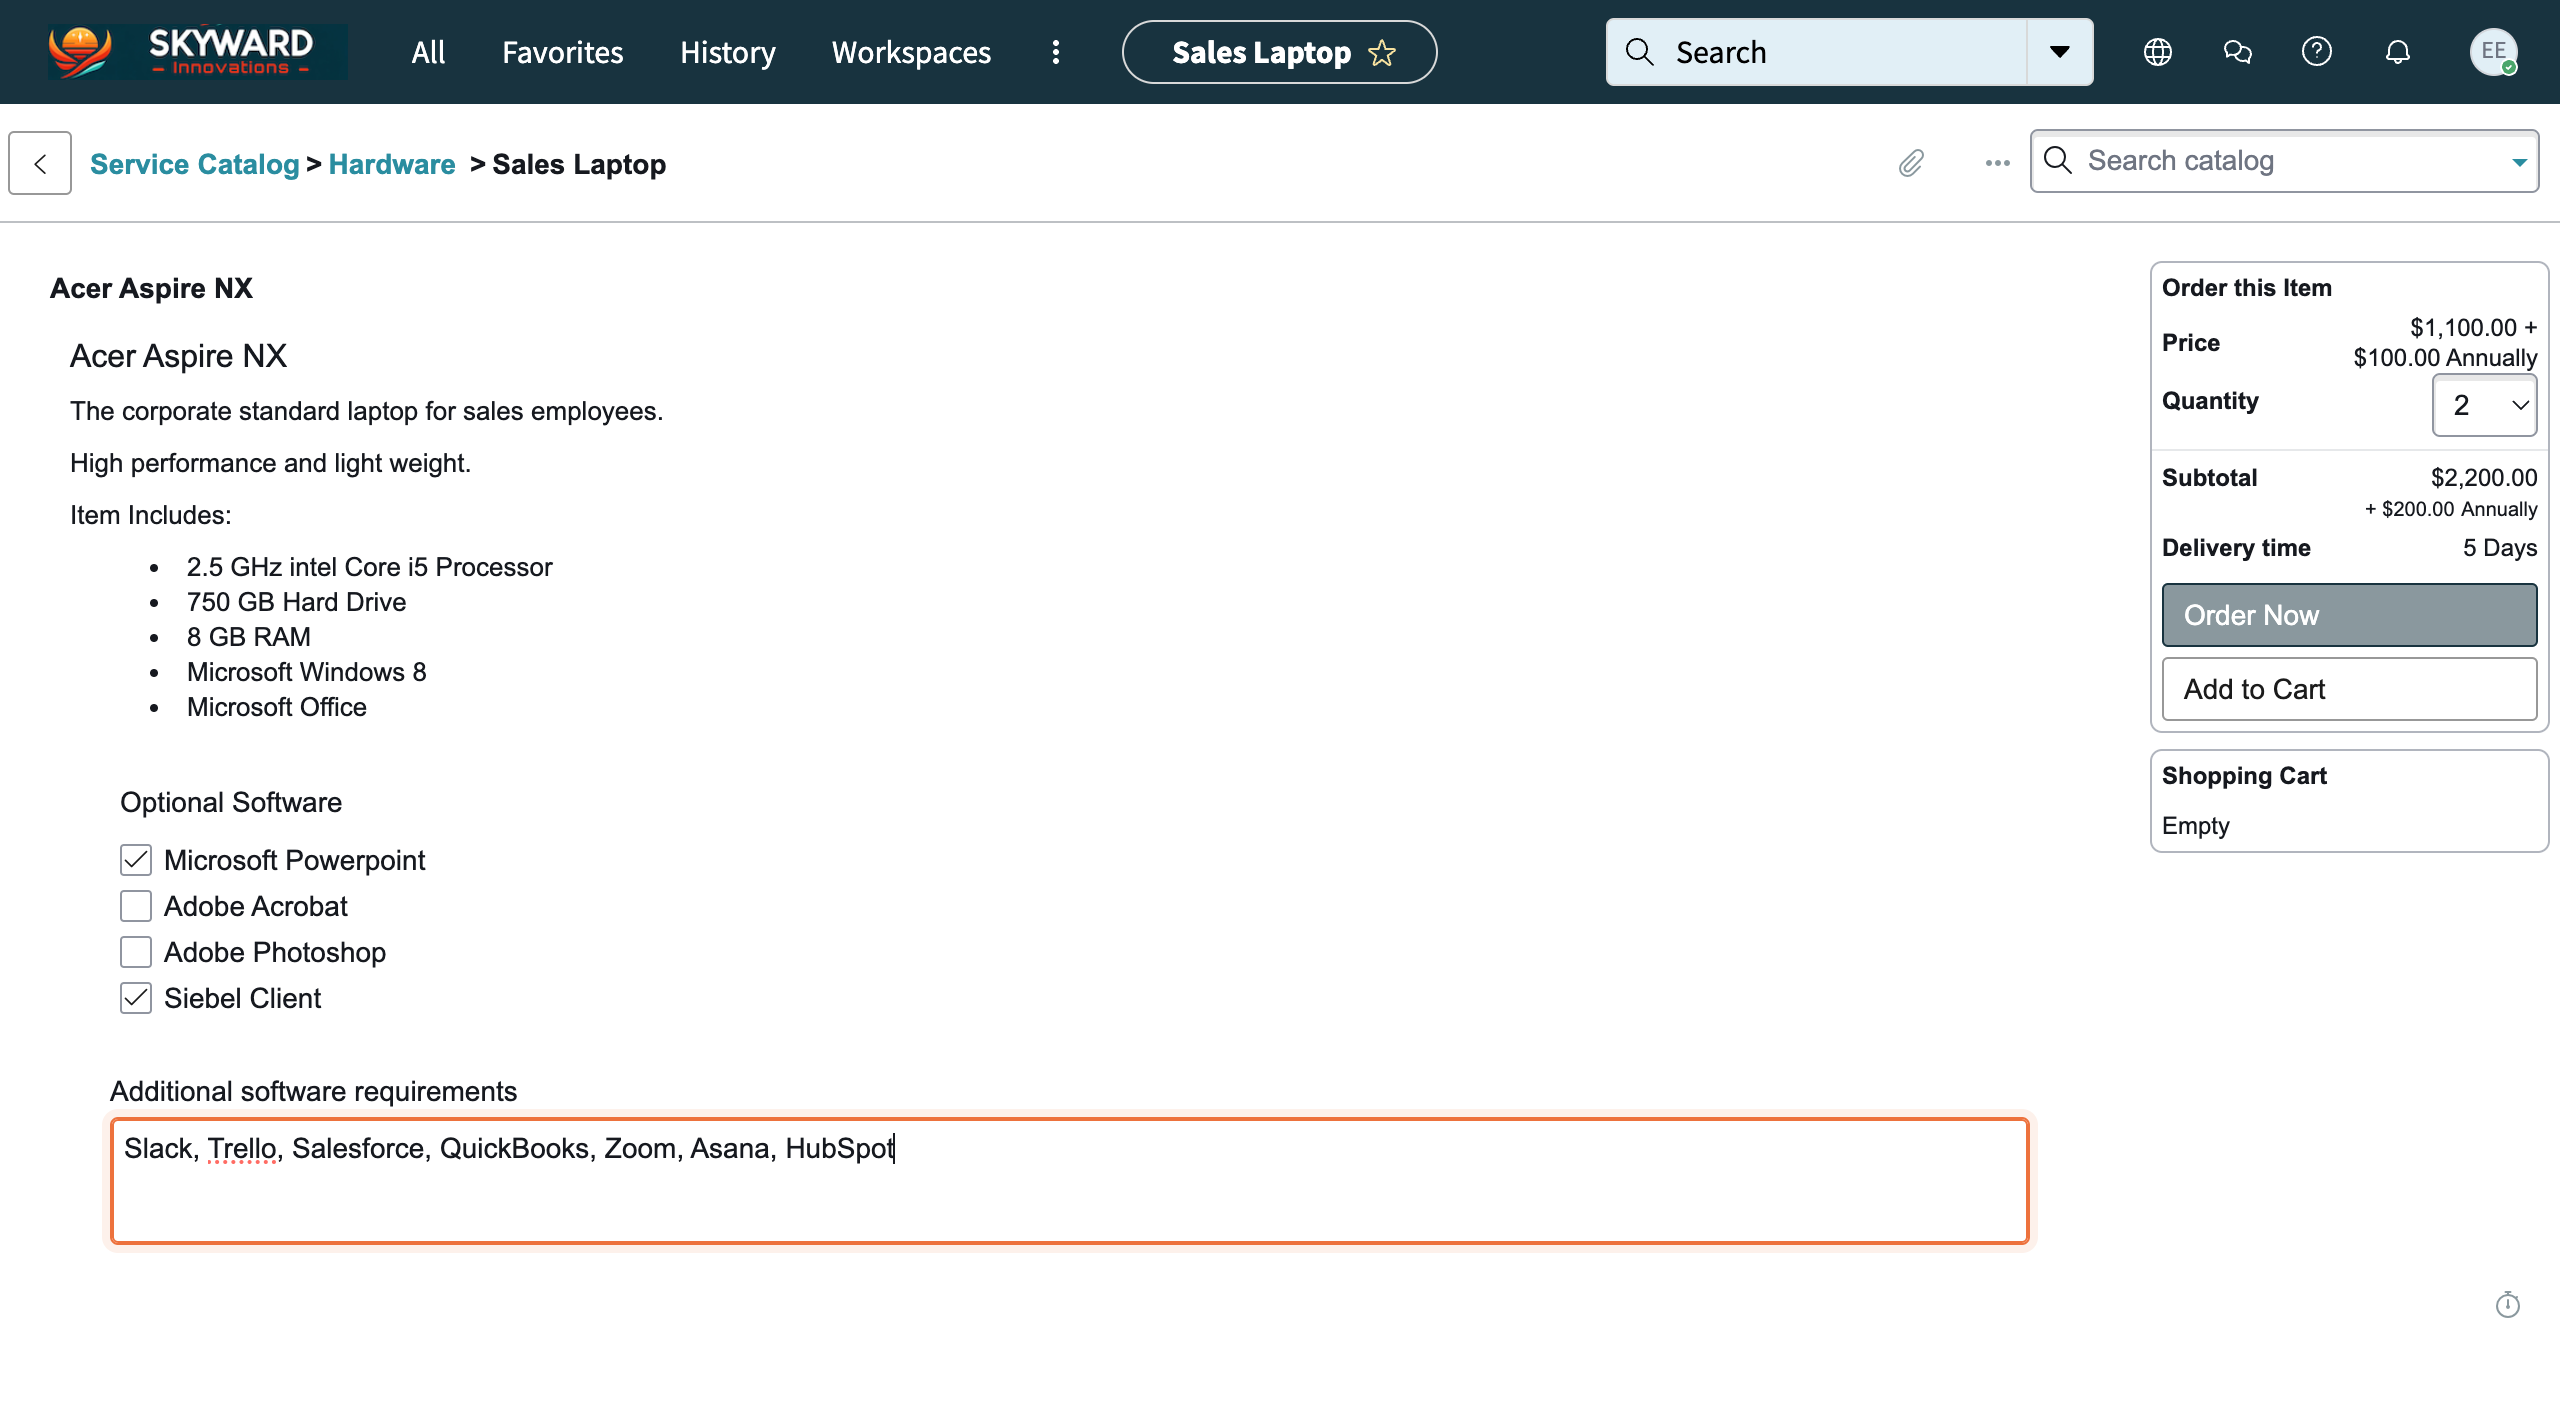 SKYWARD
Innovations
All
Favorites
History
Workspaces
Sales Laptop
Search
EE
Service Catalog > Hardware > Sales Laptop
Search catalog
Acer Aspire NX
Acer Aspire NX
The corporate standard laptop for sales employees.
High performance and light weight.
Item Includes:
2.5 GHz intel Core i5 Processor
750 GB Hard Drive
8 GB RAM
Microsoft Windows 8
Microsoft Office
Optional Software
Microsoft Powerpoint
Adobe Acrobat
Adobe Photoshop
Siebel Client
Additional software requirements
Slack, Trello, Salesforce, QuickBooks, Zoom, Asana, HubSpot
Order this Item
Price $1,100.00 +
$100.00 Annually
Quantity 2
Subtotal $2,200.00
+ $200.00 Annually
Delivery time 5 Days
Order Now
Add to Cart
Shopping Cart
Empty